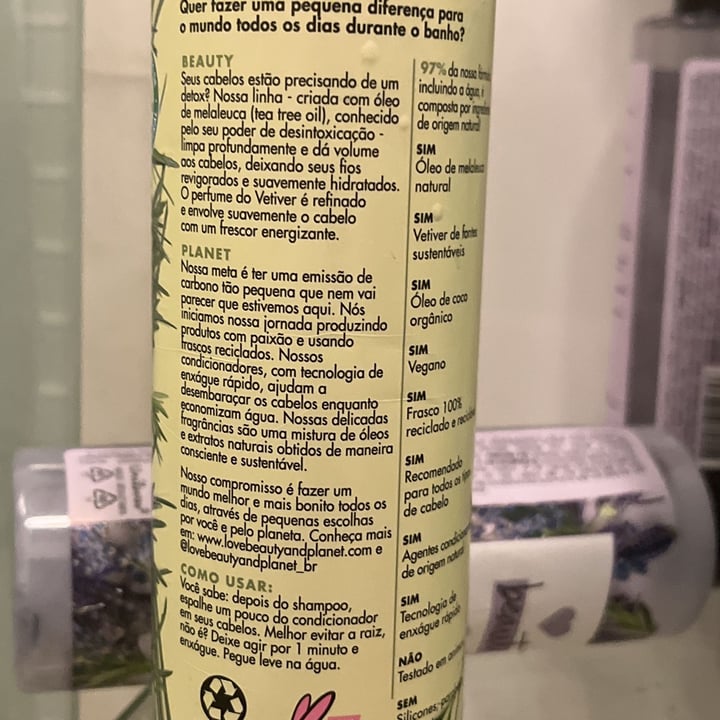 Quer fazer uma pequena diferença para
o mundo todos os dias durante o banho?
BEAUTY
Seus cabelos estão precisando de um
detox? Nossa linha - criada com óleo
de melaleuca (tea tree oil), conhecido
pelo seu poder de desintoxicação -
limpa profundamente e dá volume
aos cabelos, deixando seus fios
revigorados e suavemente hidratados.
O perfume do Vetiver é refinado
e envolve suavemente o cabelo
com um frescor energizante.
PLANET
Nossa meta é ter uma emissão de
carbono tão pequena que nem vai
parecer que estivemos aqui. Nós
iniciamos nossa jornada produzindo
produtos com paixão e usando
frascos reciclados. Nossos
condicionadores, com tecnologia de
enxágue rápido, ajudam a
desembaraçar os cabelos enquanto
economizam água. Nossas delicadas
fragrâncias são uma mistura de óleos
e extratos naturais obtidos de maneira
consciente e sustentável.
Nosso compromisso é fazer um
mundo melhor e mais bonito todos os
dias, através de pequenas escolhas
por você e pelo planeta. Conheça mais
em: www.lovebeautyandplanet.com e
@lovebeautyandplanet_br
COMO USAR:
Você sabe: depois do shampoo,
espalhe um pouco do condicionador
em seus cabelos. Melhor evitar a raiz,
não é? Deixe agir por 1 minuto e
enxágue. Pegue leve na água.
97% da nossa
incluindo a água, é
composta por
de origem natural
SIM
Óleo de melaleuca
natural
SIM
Vetiver de fontes
sustentáveis
SIM
Óleo de coco
orgânico
SIM
Vegano
SIM
Frasco 100%
reciclado e
SIM
Recomendado
para todos os tipos
de cabelo
SIM
Agentes
de origem natural
SIM
Tecnologia de
enxágue rápido
NÃO
Testado em
SEM
Silicones,
beauty